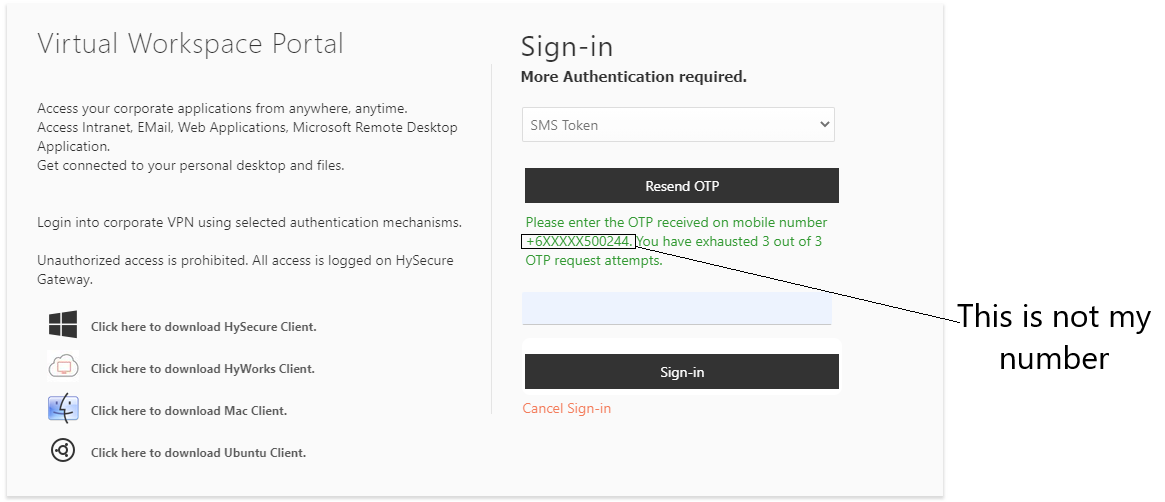 Virtual Workspace Portal
Access your corporate applications from anywhere, anytime.
Access Intranet, EMail, Web Applications, Microsoft Remote Desktop
Application.
Get connected to your personal desktop and files.
Login into corporate VPN using selected authentication mechanisms.
Unauthorized access is prohibited. All access is logged on HySecure
Gateway.
Click here to download HySecure Client.
Click here to download HyWorks Client.
Click here to download Mac Client.
Click here to download Ubuntu Client.
Sign-in
More Authentication required.
SMS Token
Resend OTP
Please enter the OTP received on mobile number
+6XXXXX500244. You have exhausted 3 out of 3
OTP request attempts.
Sign-in
Cancel Sign-in
This is not my
number